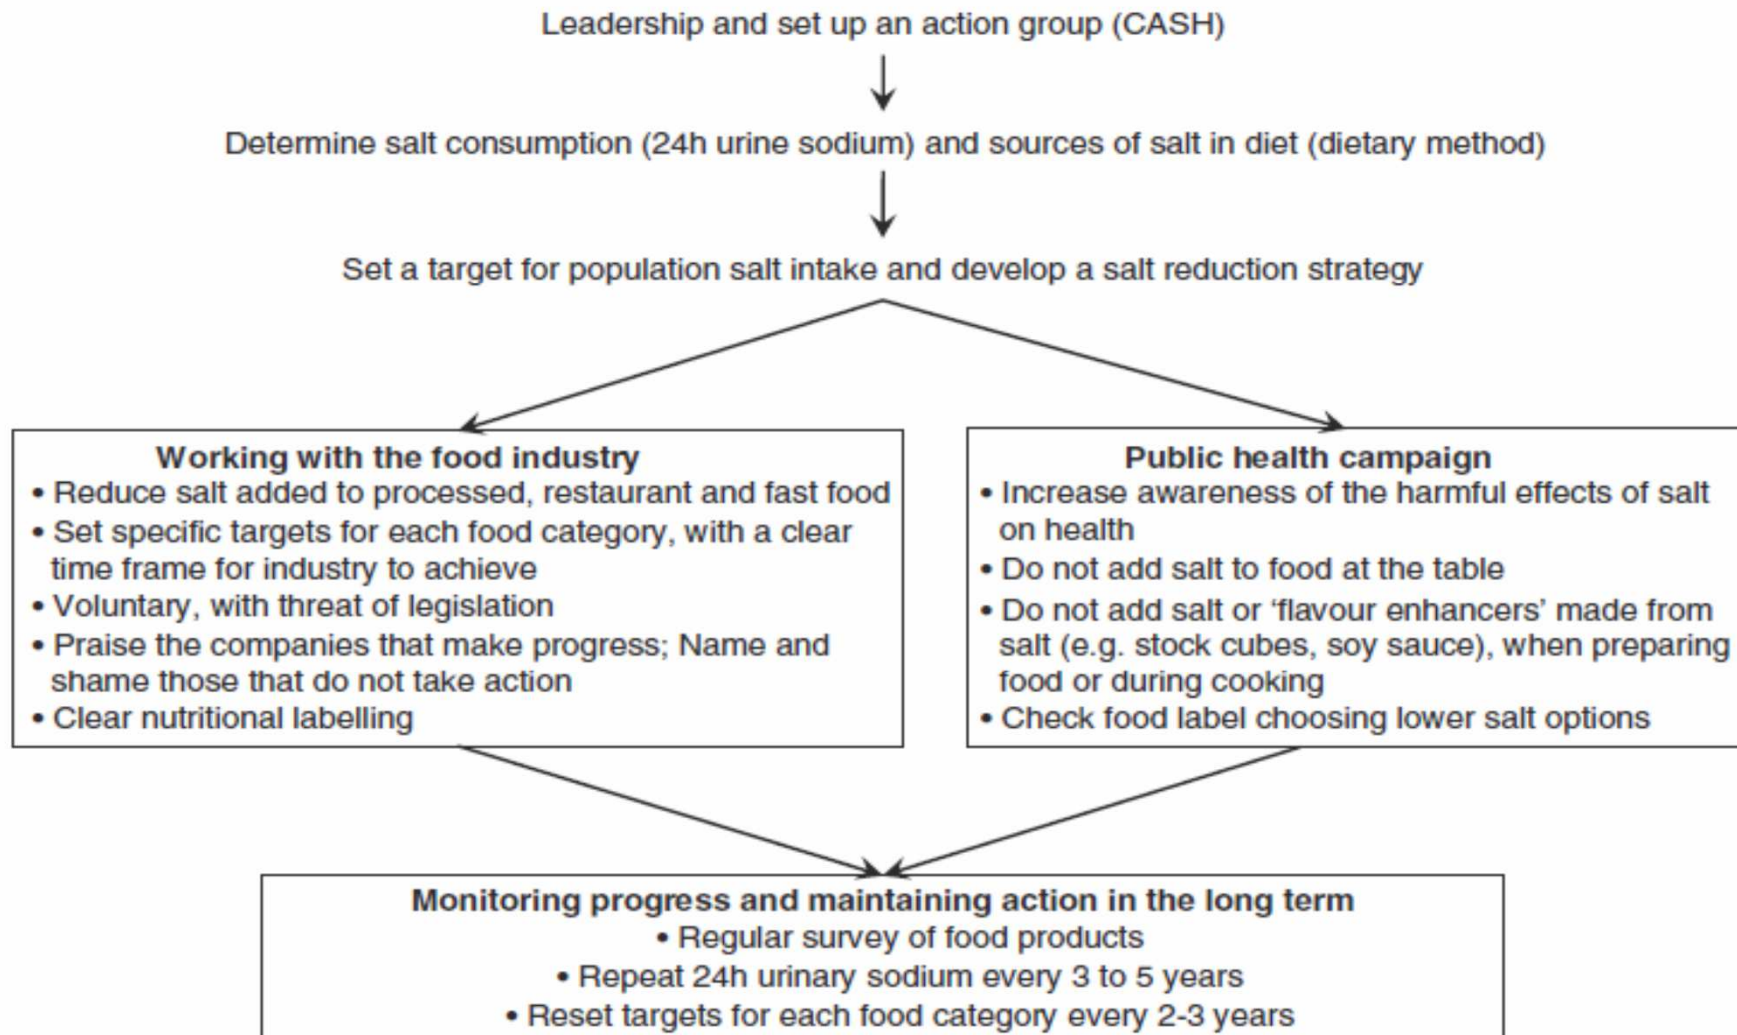 Leadership and set up an action group (CASH)
Determine salt consumption (24h urine sodium) and sources of salt in diet (dietary method)
Set a target for population salt intake and develop a salt reduction strategy
Working with the food industry
• Reduce salt added to processed, restaurant and fast food
• Set specific targets for each food category, with a clear
time frame for industry to achieve
• Voluntary, with threat of legislation
• Praise the companies that make progress; Name and
shame those that do not take action
• Clear nutritional labelling
Public health campaign
• Increase awareness of the harmful effects of salt
on health
• Do not add salt to food at the table
• Do not add salt or ‘flavour enhancers’ made from
salt (e.g. stock cubes, soy sauce), when preparing
food or during cooking
• Check food label choosing lower salt options
Monitoring progress and maintaining action in the long term
• Regular survey of food products
• Repeat 24h urinary sodium every 3 to 5 years
• Reset targets for each food category every 2-3 years